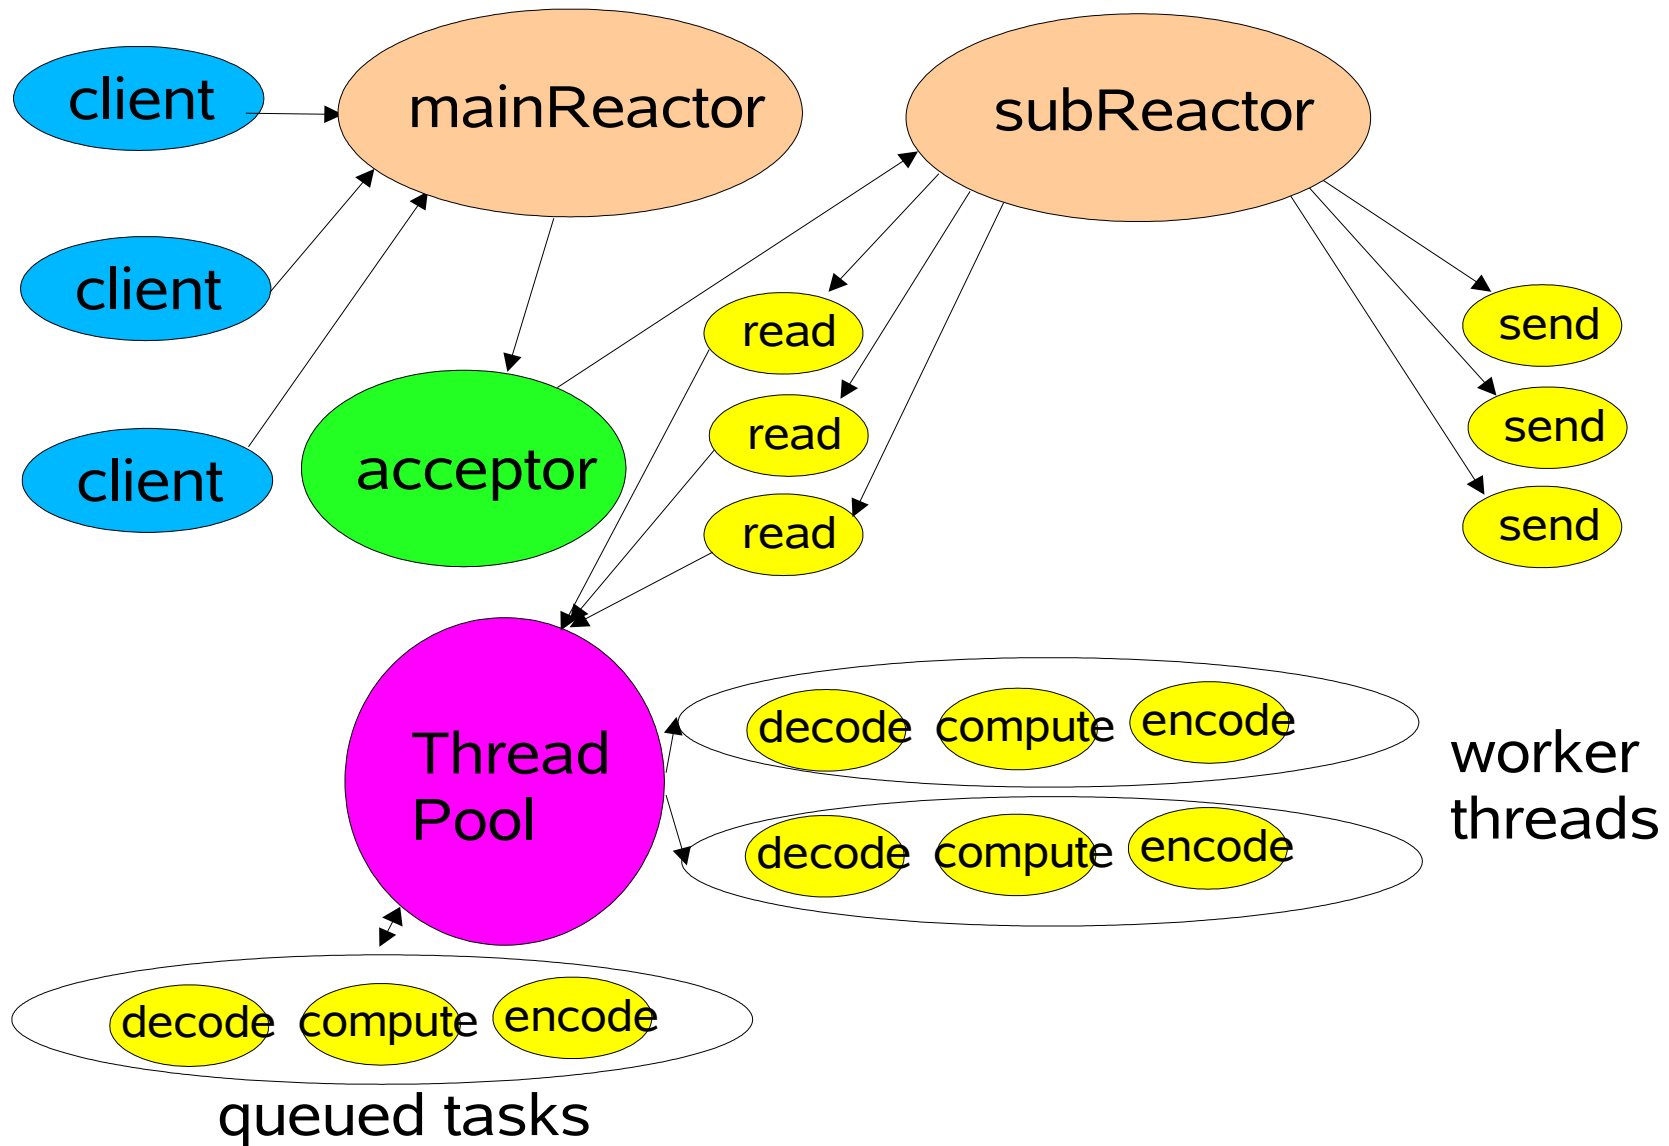 client
mainReactor
subReactor
client
client
acceptor
read
read
read
send
send
send
Thread
Pool
decode compute encode
decode compute encode
worker
threads
decode compute encode
queued tasks